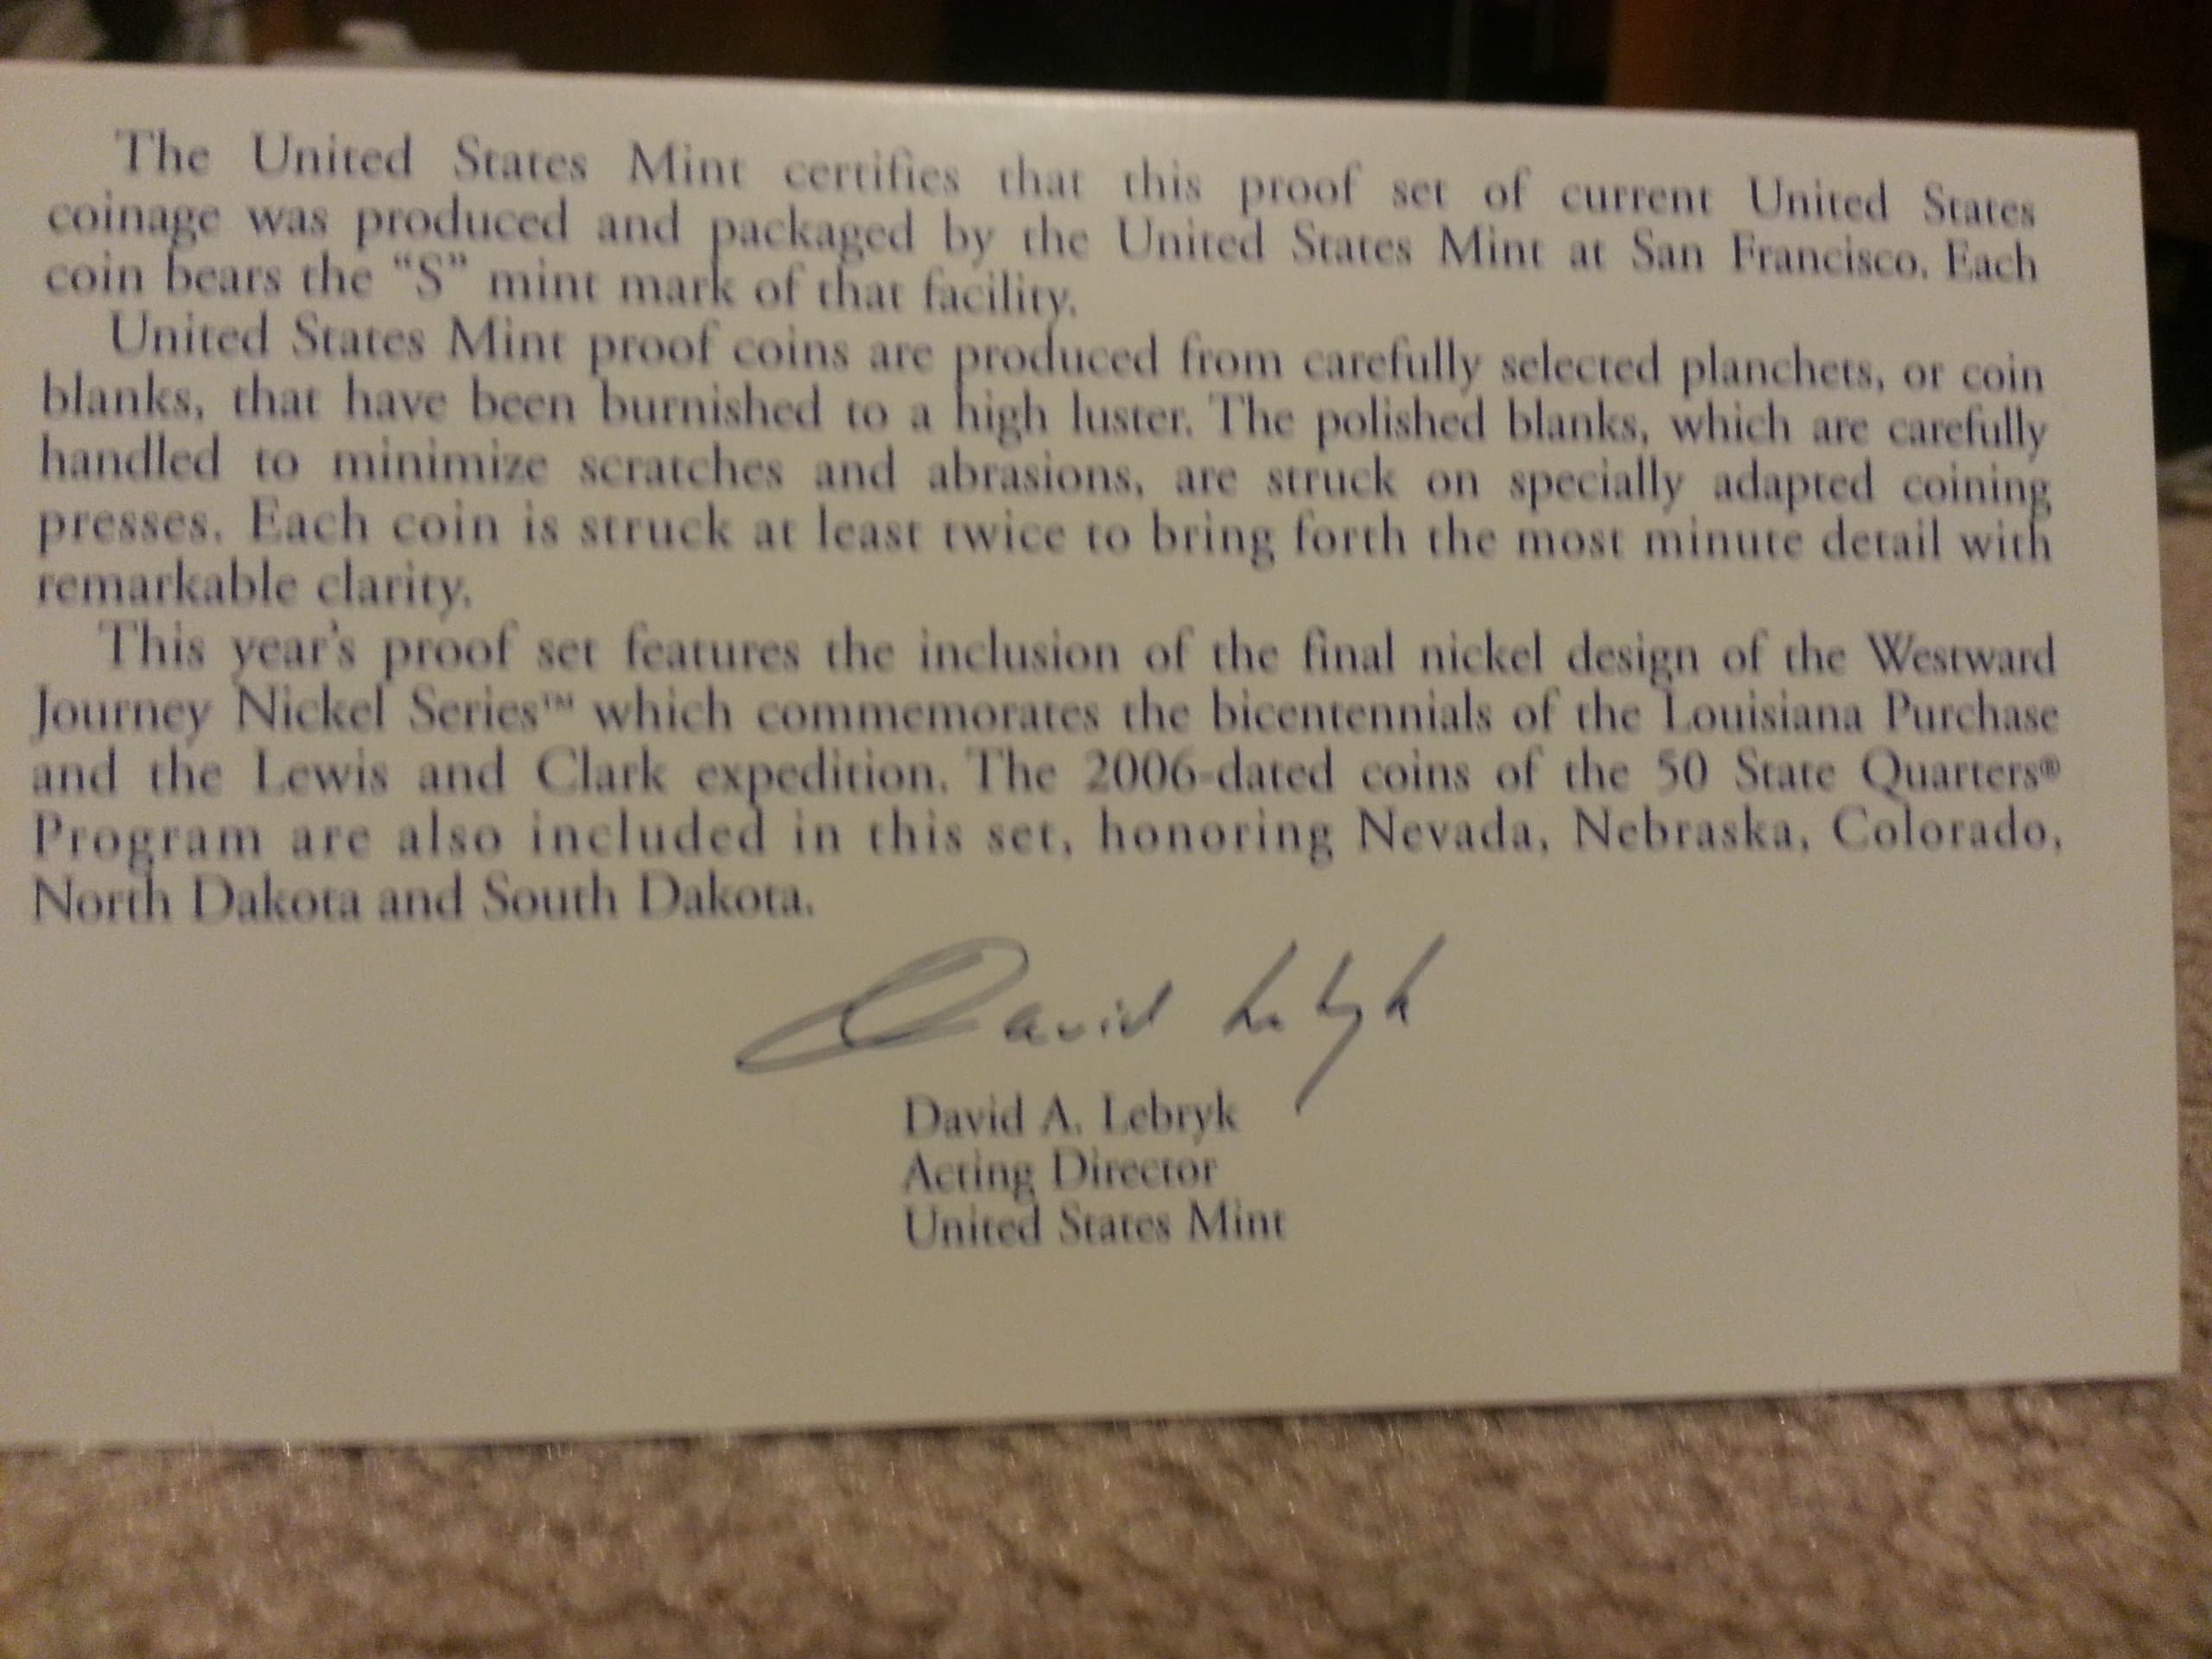 The United States Mint certifies that this proof set of current United States
coinage was produced and packaged by the United States Mint at San Francisco. Each
coin bears the “S” mint mark of that facility.
United States Mint proof coins are produced from carefully selected planchets, or coin
blanks, that have been burnished to a high luster. The polished blanks, which are carefully
handled to minimize scratches and abrasions, are struck on specially adapted coining
presses. Each coin is struck at least twice to bring forth the most minute detail with
remarkable clarity.
This year's proof set features the inclusion of the final nickel design of the Westward
Journey Nickel Series™ which commemorates the bicentennials of the Louisiana Purchase
and the Lewis and Clark expedition. The 2006-dated coins of the 50 State Quarters®
Program are also included in this set, honoring Nevada, Nebraska, Colorado,
North Dakota and South Dakota.
David Lebryk
David A. Lebryk
Acting Director
United States Mint